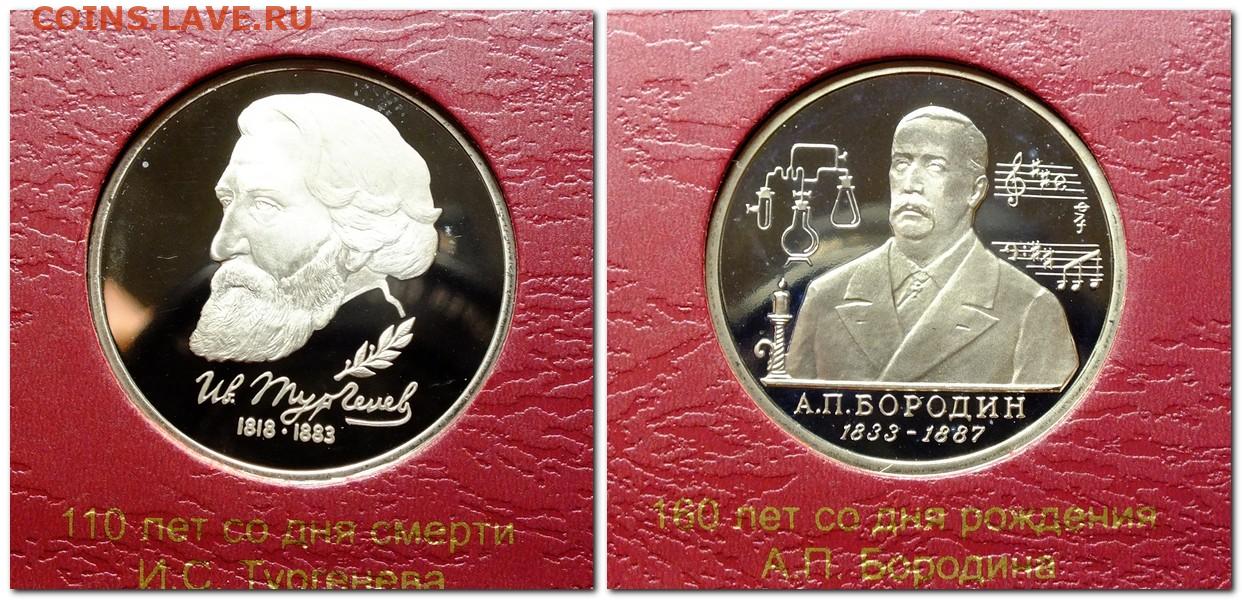 COINS.LAVE.RU
Ив. Тургенев
1818 · 1883
110 лет со дня смерти
И.С. Тургенева
А.П.БОРОДИН
1833 - 1887
160 лет со дня рождения
А.П. Бородина